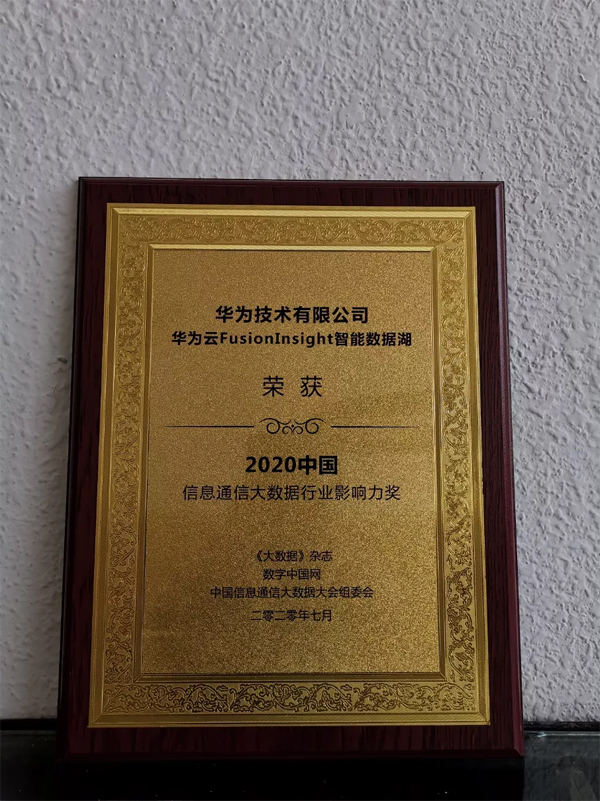 华为技术有限公司
华为云FusionInsight智能数据湖
荣获
2020中国
信息通信大数据行业影响力奖
《大数据》杂志
数字中国网
中国信息通信大数据大会组委会
二零二零年七月